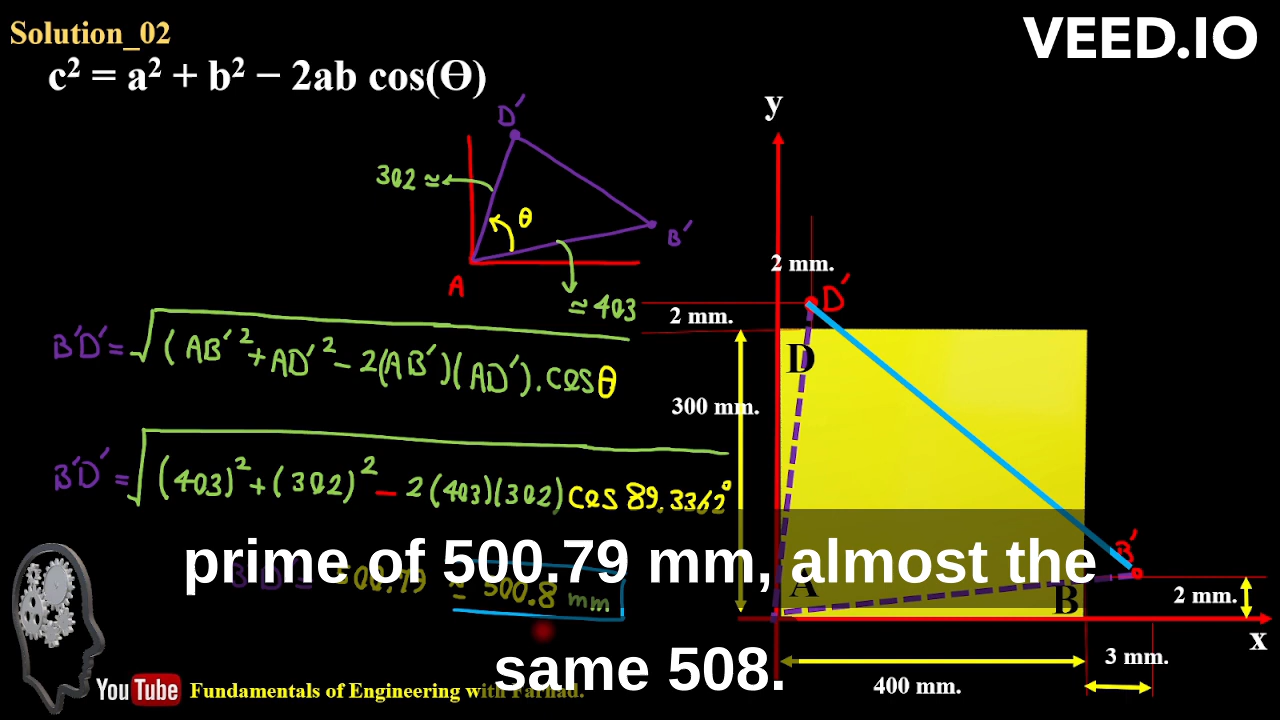 Solution_02
VEED.IO
c² = a² + b² − 2ab cos(Ɵ)
y
D'
302 ≃
θ
B'
A
≃ 403
2 mm.
D'
2 mm.
B'D' = √(AB'² + AD'² − 2(AB')(AD').cosθ
D
300 mm.
B'D' = √(403)² + (302)² − 2(403)(302) cos 89.3362°
B'
prime of 500.79 mm, almost the
500.79 ≃ 500.8 mm
A
B
2 mm.
x
same 508.
3 mm.
400 mm.
YouTube Fundamentals of Engineering with Farhad.